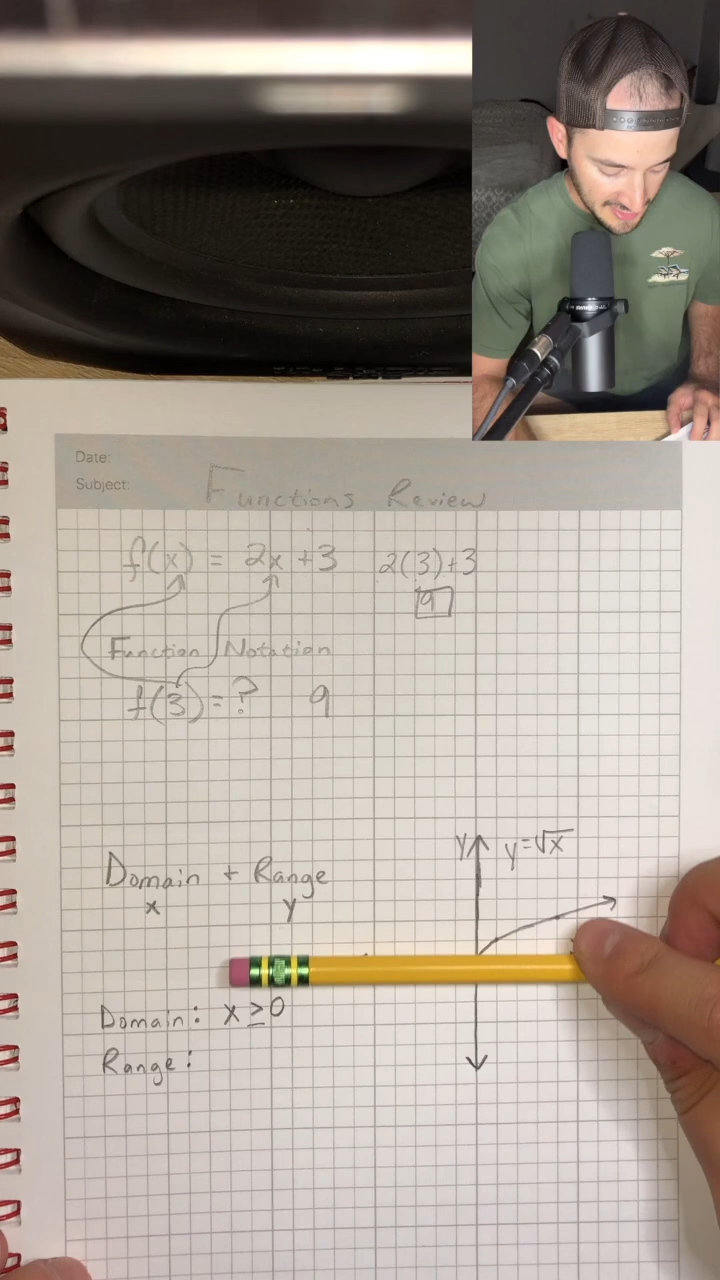 Date:
Subject: Functions Review
f(x) = 2x + 3 2(3)+3
9
Function Notation
f(3) = ? 9
y y=√x
Domain + Range
x y
Domain: x ≥ 0
Range: